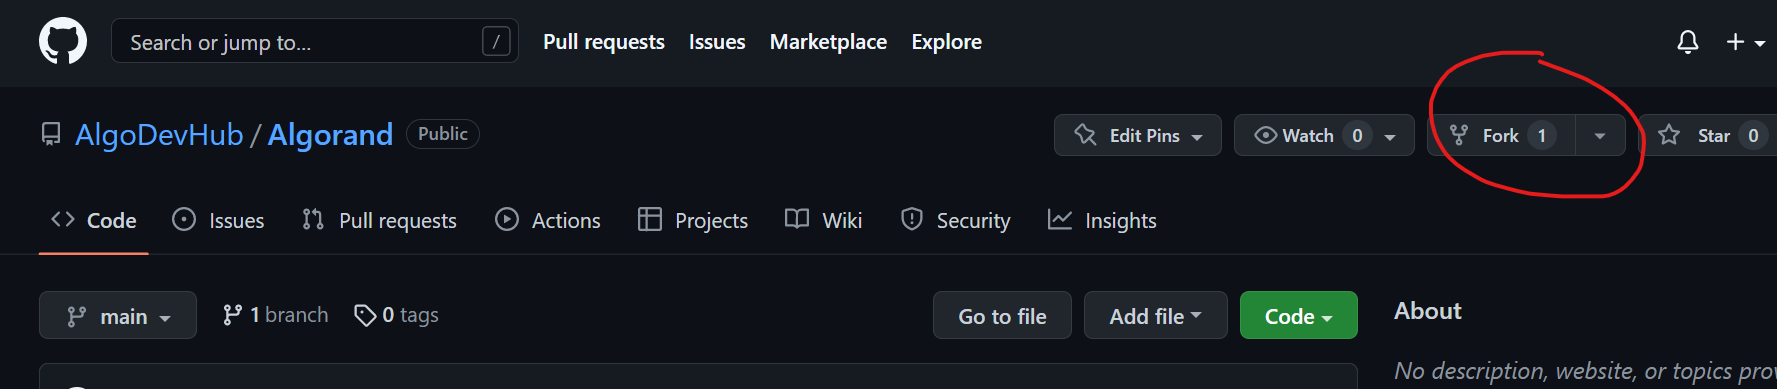 Search or jump to... / Pull requests Issues Marketplace Explore
AlgoDevHub / Algorand Public Edit Pins Watch 0 Fork 1 Star 0
Code Issues Pull requests Actions Projects Wiki Security Insights
main 1 branch 0 tags Go to file Add file Code About
No description, website, or topics